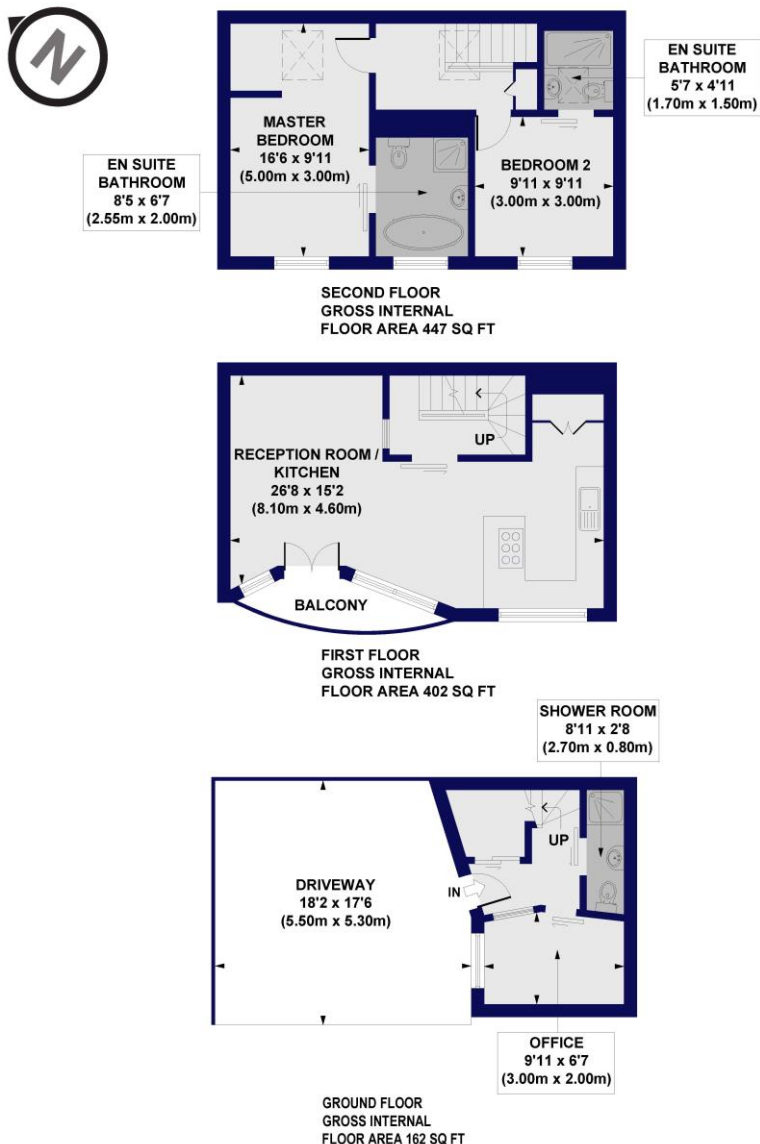 N
EN SUITE
BATHROOM
5'7 x 4'11
(1.70m x 1.50m)
MASTER
BEDROOM
16'6 x 9'11
(5.00m x 3.00m)
BEDROOM 2
9'11 x 9'11
(3.00m x 3.00m)
EN SUITE
BATHROOM
8'5 x 6'7
(2.55m x 2.00m)
SECOND FLOOR
GROSS INTERNAL
FLOOR AREA 447 SQ FT
UP
RECEPTION ROOM /
KITCHEN
26'8 x 15'2
(8.10m x 4.60m)
BALCONY
FIRST FLOOR
GROSS INTERNAL
FLOOR AREA 402 SQ FT
SHOWER ROOM
8'11 x 2'8
(2.70m x 0.80m)
UP
IN
DRIVEWAY
18'2 x 17'6
(5.50m x 5.30m)
OFFICE
9'11 x 6'7
(3.00m x 2.00m)
GROUND FLOOR
GROSS INTERNAL
FLOOR AREA 162 SQ FT